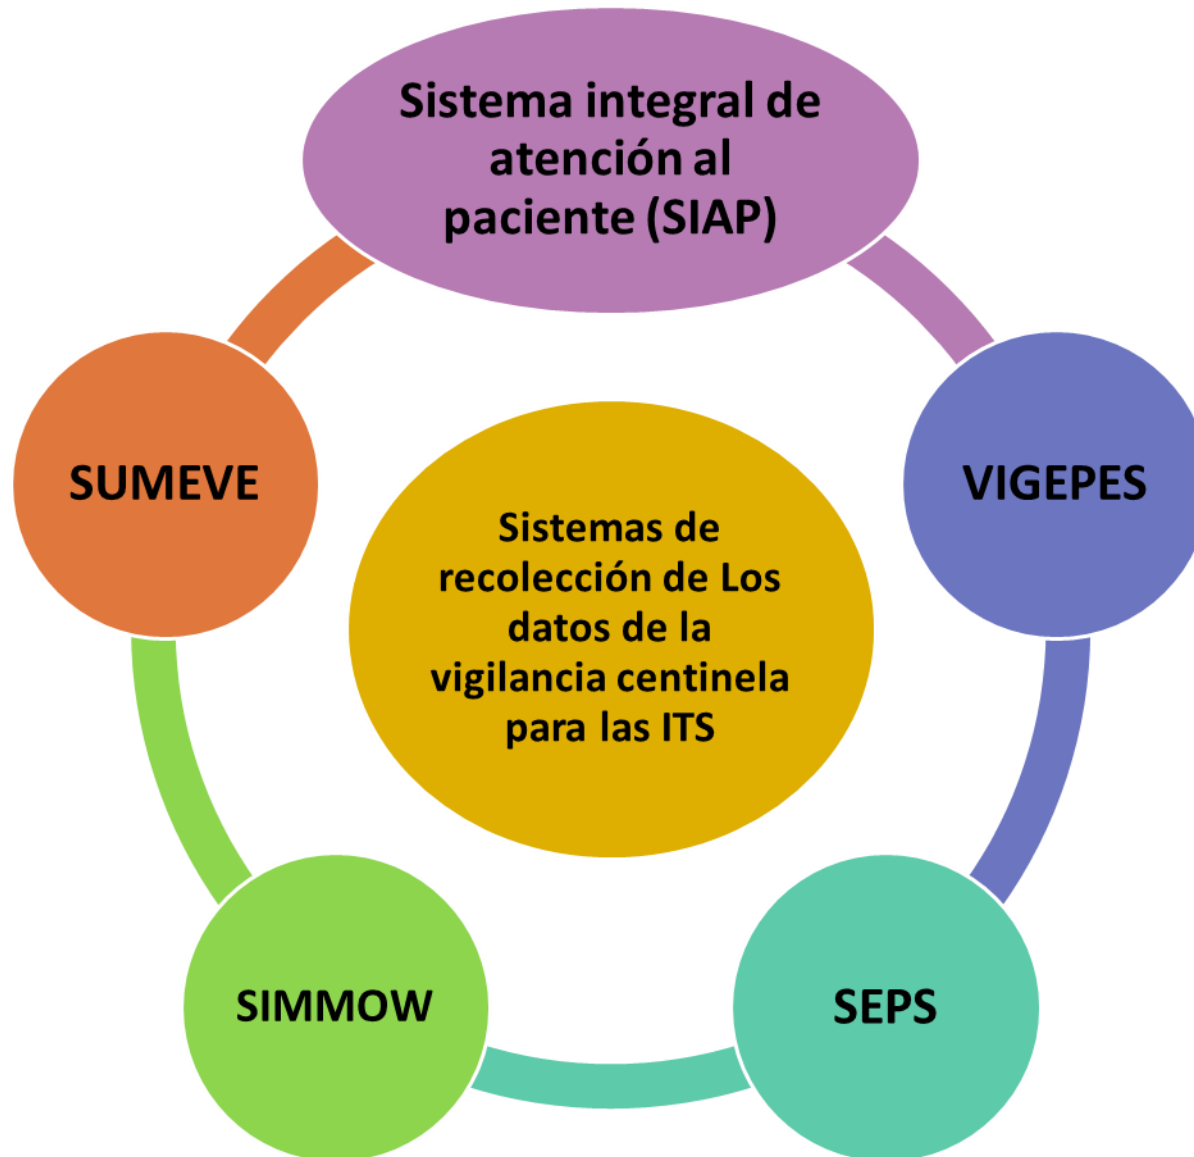 Sistema integral de
atención al
paciente (SIAP)
SUMEVE
VIGEPES
Sistemas de
recolección de Los
datos de la
vigilancia centinela
para las ITS
SIMMOW
SEPS